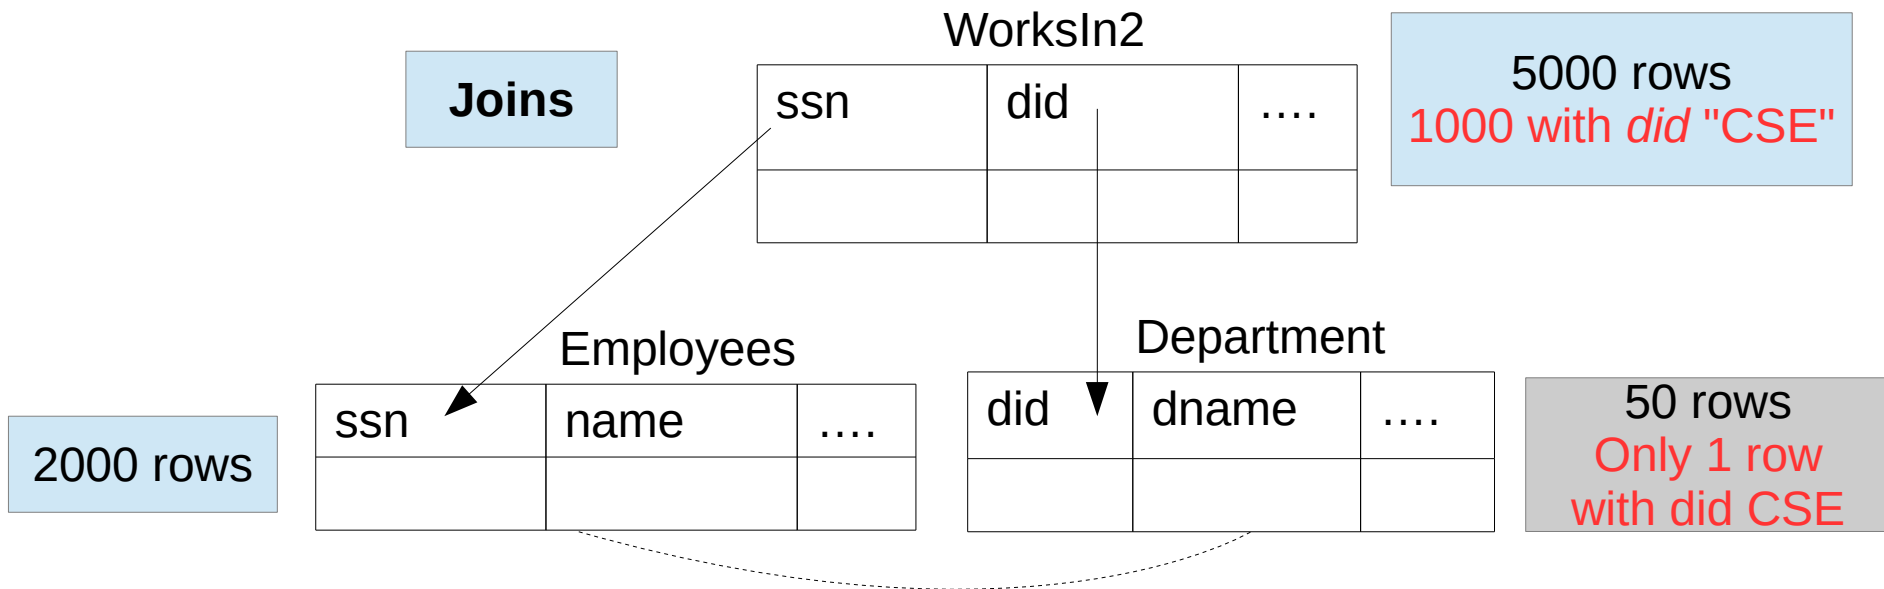 WorksIn2
Joins
ssn did ....
5000 rows
1000 with did "CSE"
Employees
Department
2000 rows
ssn name ....
did dname ....
50 rows
Only 1 row
with did CSE